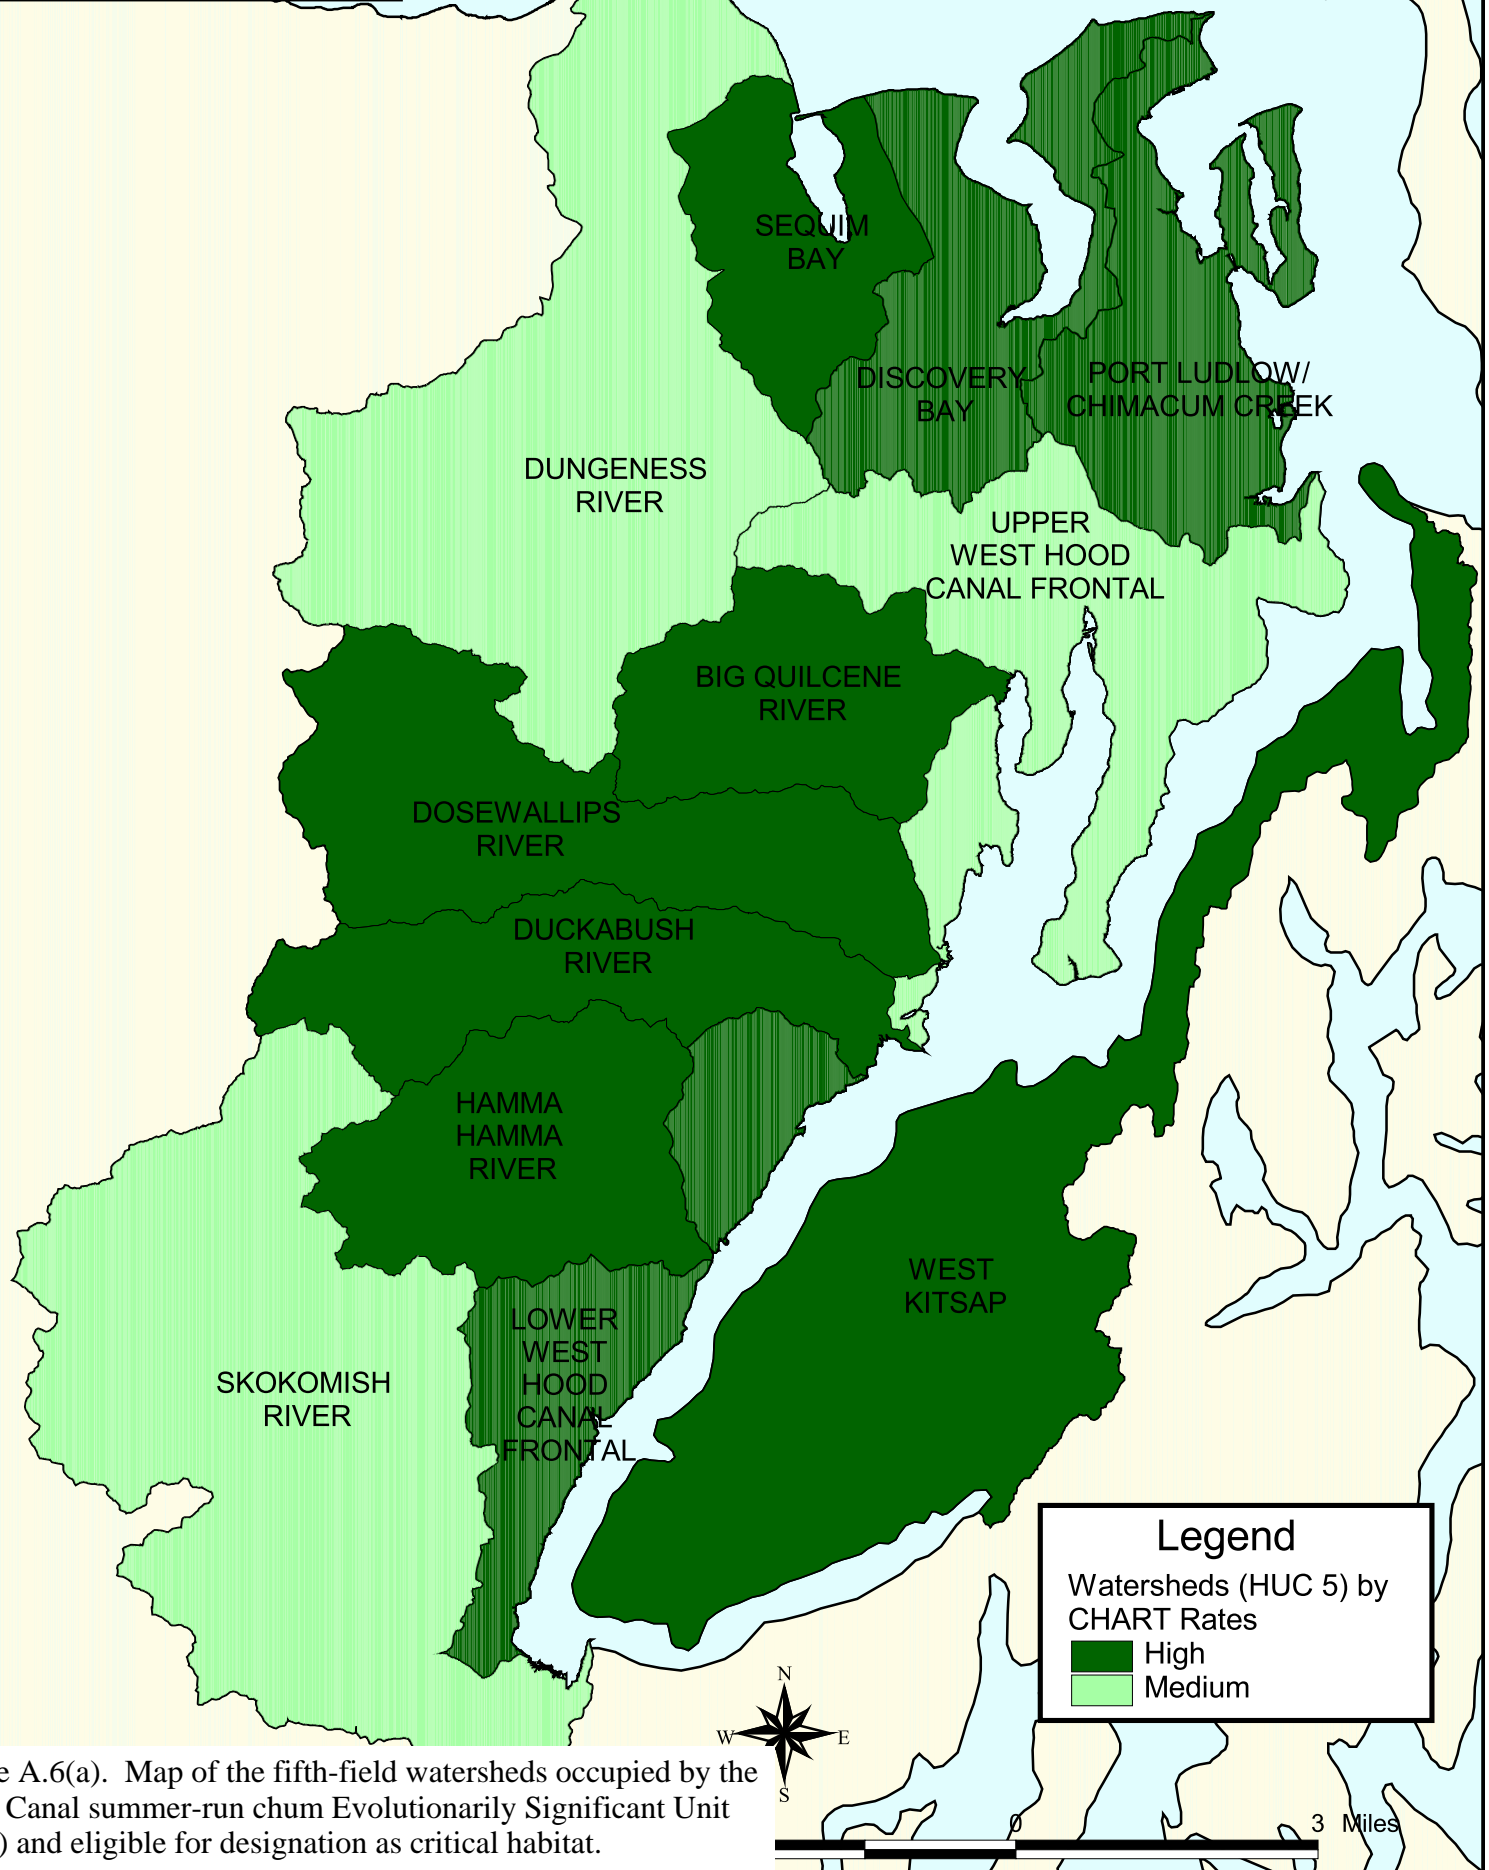 SEQUIM
BAY
DISCOVERY
BAY
PORT LUDLOW/
CHIMACUM CREEK
DUNGENESS
RIVER
UPPER
WEST HOOD
CANAL FRONTAL
BIG QUILCENE
RIVER
DOSEWALLIPS
RIVER
DUCKABUSH
RIVER
HAMMA
HAMMA
RIVER
WEST
KITSAP
LOWER
WEST
HOOD
CANAL
FRONTAL
SKOKOMISH
RIVER
Legend
Watersheds (HUC 5) by
CHART Rates
High
Medium
N
W
E
S
0
3 Miles
e A.6(a). Map of the fifth-field watersheds occupied by the
Canal summer-run chum Evolutionarily Significant Unit
) and eligible for designation as critical habitat.